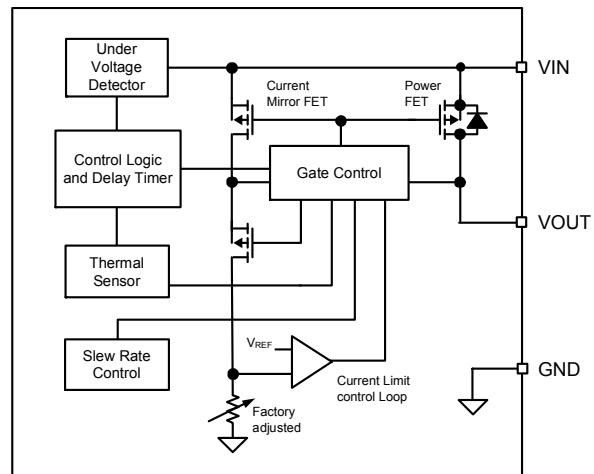 Under
Voltage
Detector
Current
Mirror FET
Power
FET
VIN
Control Logic
and Delay Timer
Gate Control
VOUT
Thermal
Sensor
Slew Rate
Control
VREF
Current Limit
control Loop
GND
Factory
adjusted